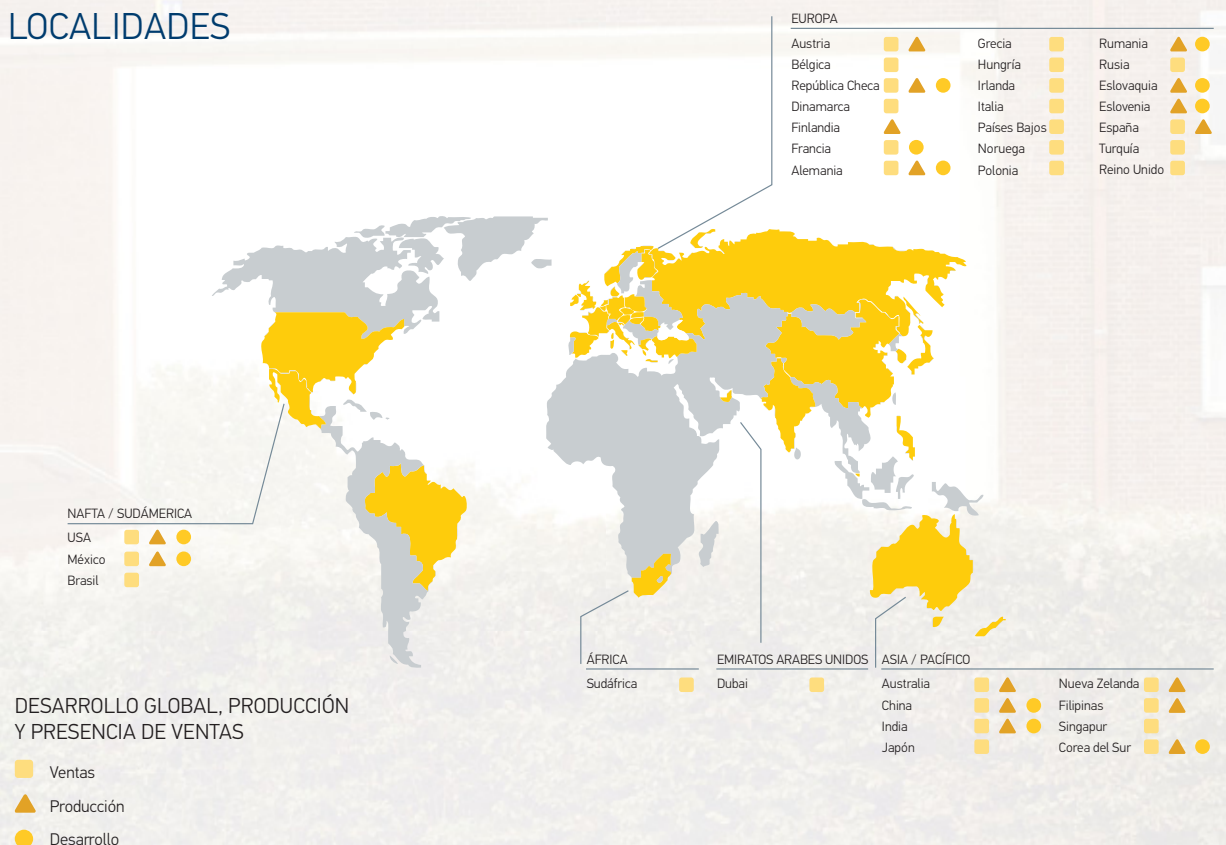 LOCALIDADES
EUROPA
Austria
Bélgica
República Checa
Dinamarca
Finlandia
Francia
Alemania
Grecia
Hungría
Irlanda
Italia
Países Bajos
Noruega
Polonia
Rumania
Rusia
Eslovaquia
Eslovenia
España
Turquía
Reino Unido
NAFTA / SUDÁMERICA
USA
México
Brasil
ÁFRICA
Sudáfrica
EMIRATOS ARABES UNIDOS
Dubai
ASIA / PACÍFICO
Australia
China
India
Japón
Nueva Zelanda
Filipinas
Singapur
Corea del Sur
DESARROLLO GLOBAL, PRODUCCIÓN
Y PRESENCIA DE VENTAS
Ventas
Producción
Desarrollo